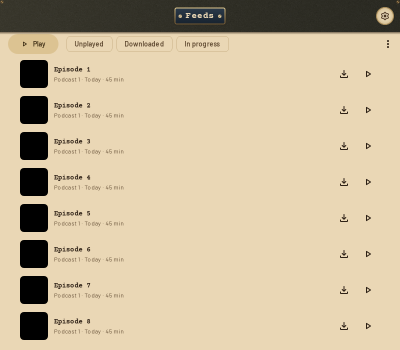 Feeds
Play Unplayed Downloaded In progress
Episode 1
Podcast 1 · Today · 45 min
Episode 2
Podcast 1 · Today · 45 min
Episode 3
Podcast 1 · Today · 45 min
Episode 4
Podcast 1 · Today · 45 min
Episode 5
Podcast 1 · Today · 45 min
Episode 6
Podcast 1 · Today · 45 min
Episode 7
Podcast 1 · Today · 45 min
Episode 8
Podcast 1 · Today · 45 min